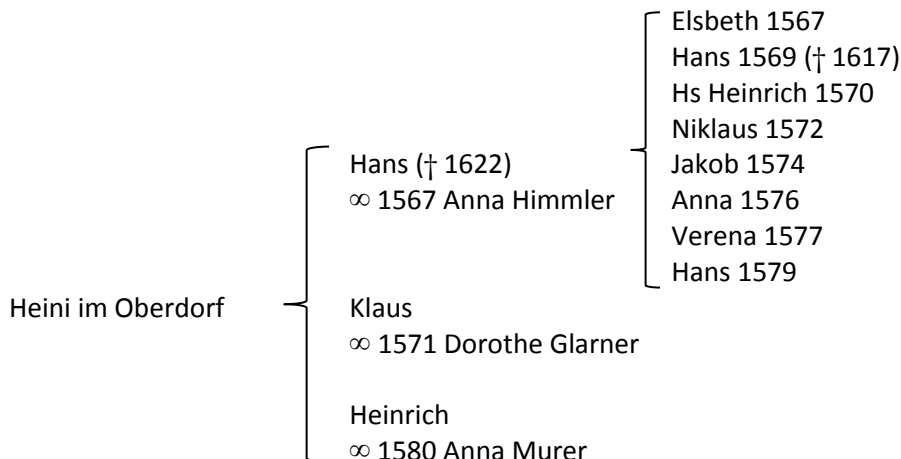 Heini im Oberdorf
Hans († 1622)
∞ 1567 Anna Himmler
Elsbeth 1567
Hans 1569 († 1617)
Hs Heinrich 1570
Niklaus 1572
Jakob 1574
Anna 1576
Verena 1577
Hans 1579
Klaus
∞ 1571 Dorothe Glarner
Heinrich
∞ 1580 Anna Murer